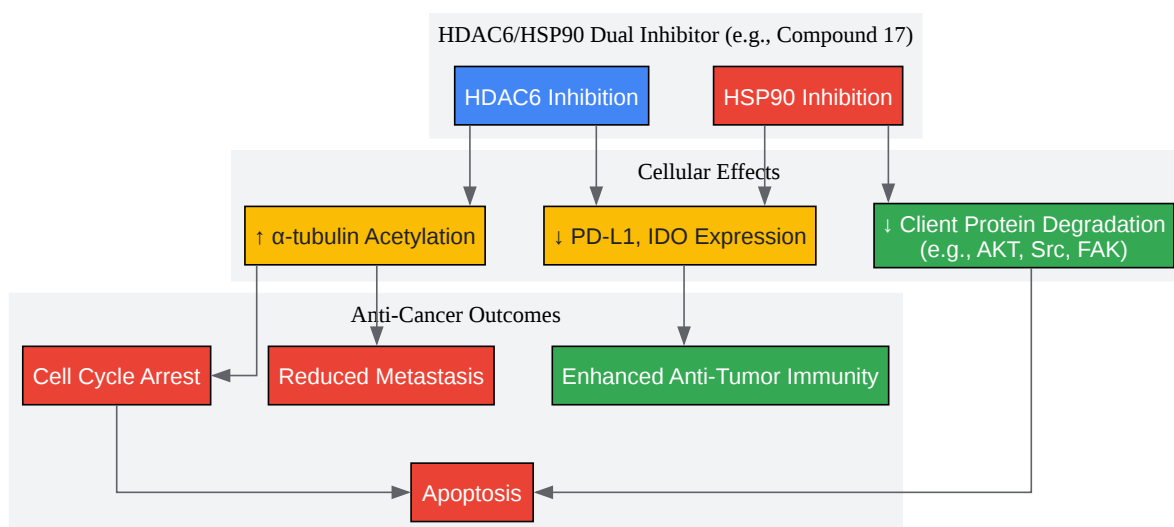 HDAC6/HSP90 Dual Inhibitor (e.g., Compound 17)
HDAC6 Inhibition
HSP90 Inhibition
Cellular Effects
↑ α-tubulin Acetylation
↓ PD-L1, IDO Expression
↓ Client Protein Degradation
(e.g., AKT, Src, FAK)
Anti-Cancer Outcomes
Cell Cycle Arrest
Reduced Metastasis
Enhanced Anti-Tumor Immunity
Apoptosis